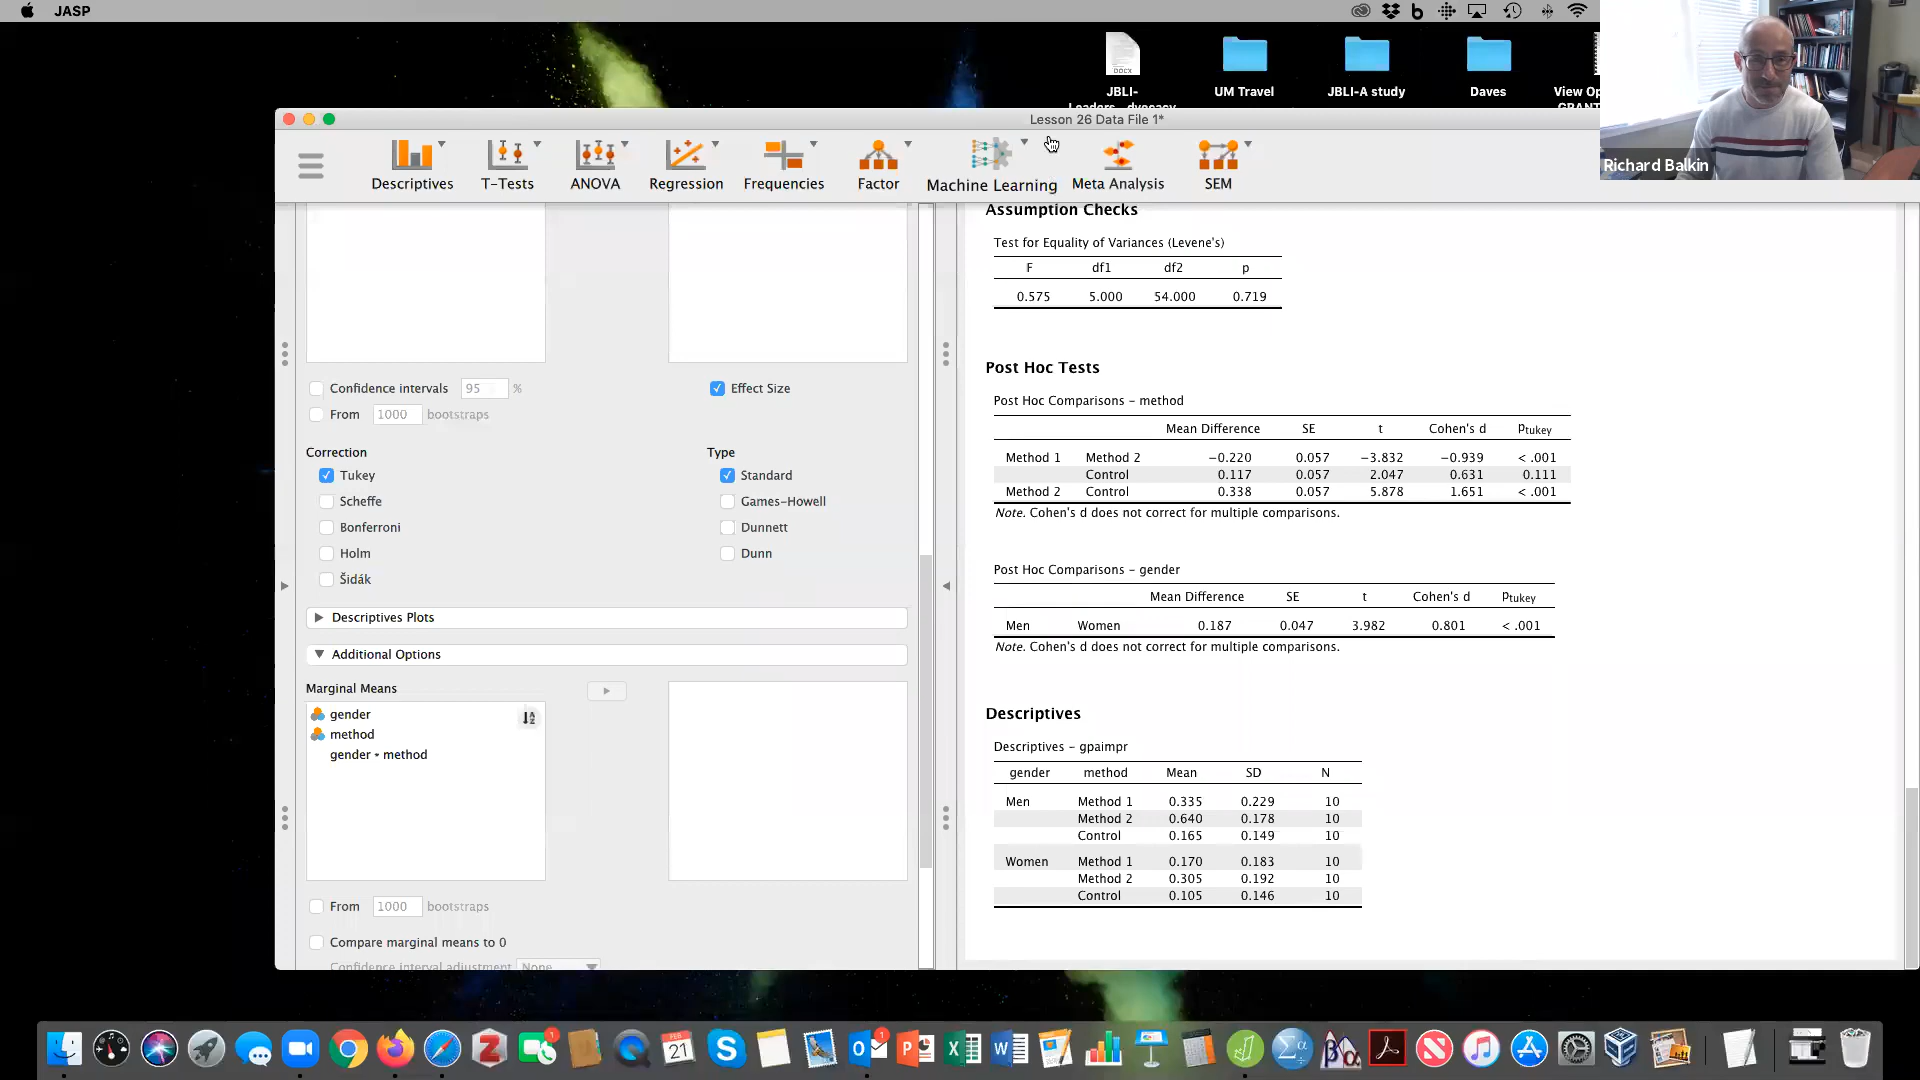 JASP
JBLI-
Leaders...dvocacy
UM Travel
JBLI-A study
Daves
View Op
GRANT
Richard Balkin
Lesson 26 Data File 1*
Descriptives
T-Tests
ANOVA
Regression
Frequencies
Factor
Machine Learning
Meta Analysis
SEM
Confidence intervals 95 %
Effect Size
From 1000 bootstraps
Correction
Type
Tukey
Standard
Scheffe
Games-Howell
Bonferroni
Dunnett
Holm
Dunn
Šidák
Descriptives Plots
Additional Options
Marginal Means
gender
method
gender * method
From 1000 bootstraps
Compare marginal means to 0
Confidence interval adjustment None
Assumption Checks
Test for Equality of Variances (Levene's)
F df1 df2 p
0.575 5.000 54.000 0.719
Post Hoc Tests
Post Hoc Comparisons - method
Mean Difference SE t Cohen's d ptukey
Method 1 Method 2 −0.220 0.057 −3.832 −0.939 < .001
Control 0.117 0.057 2.047 0.631 0.111
Method 2 Control 0.338 0.057 5.878 1.651 < .001
Note. Cohen's d does not correct for multiple comparisons.
Post Hoc Comparisons - gender
Mean Difference SE t Cohen's d ptukey
Men Women 0.187 0.047 3.982 0.801 < .001
Note. Cohen's d does not correct for multiple comparisons.
Descriptives
Descriptives - gpaimpr
gender method Mean SD N
Men Method 1 0.335 0.229 10
Method 2 0.640 0.178 10
Control 0.165 0.149 10
Women Method 1 0.170 0.183 10
Method 2 0.305 0.192 10
Control 0.105 0.146 10
FEB
21